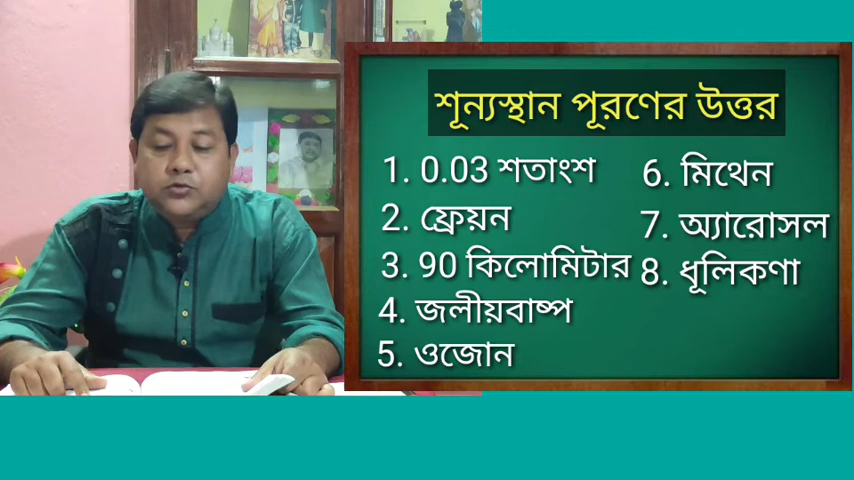 শূন্যস্থান পূরণের উত্তর
1. 0.03 শতাংশ
2. ফ্রেয়ন
3. 90 কিলোমিটার
4. জলীয়বাষ্প
5. ওজোন
6. মিথেন
7. অ্যারোসল
8. ধূলিকণা